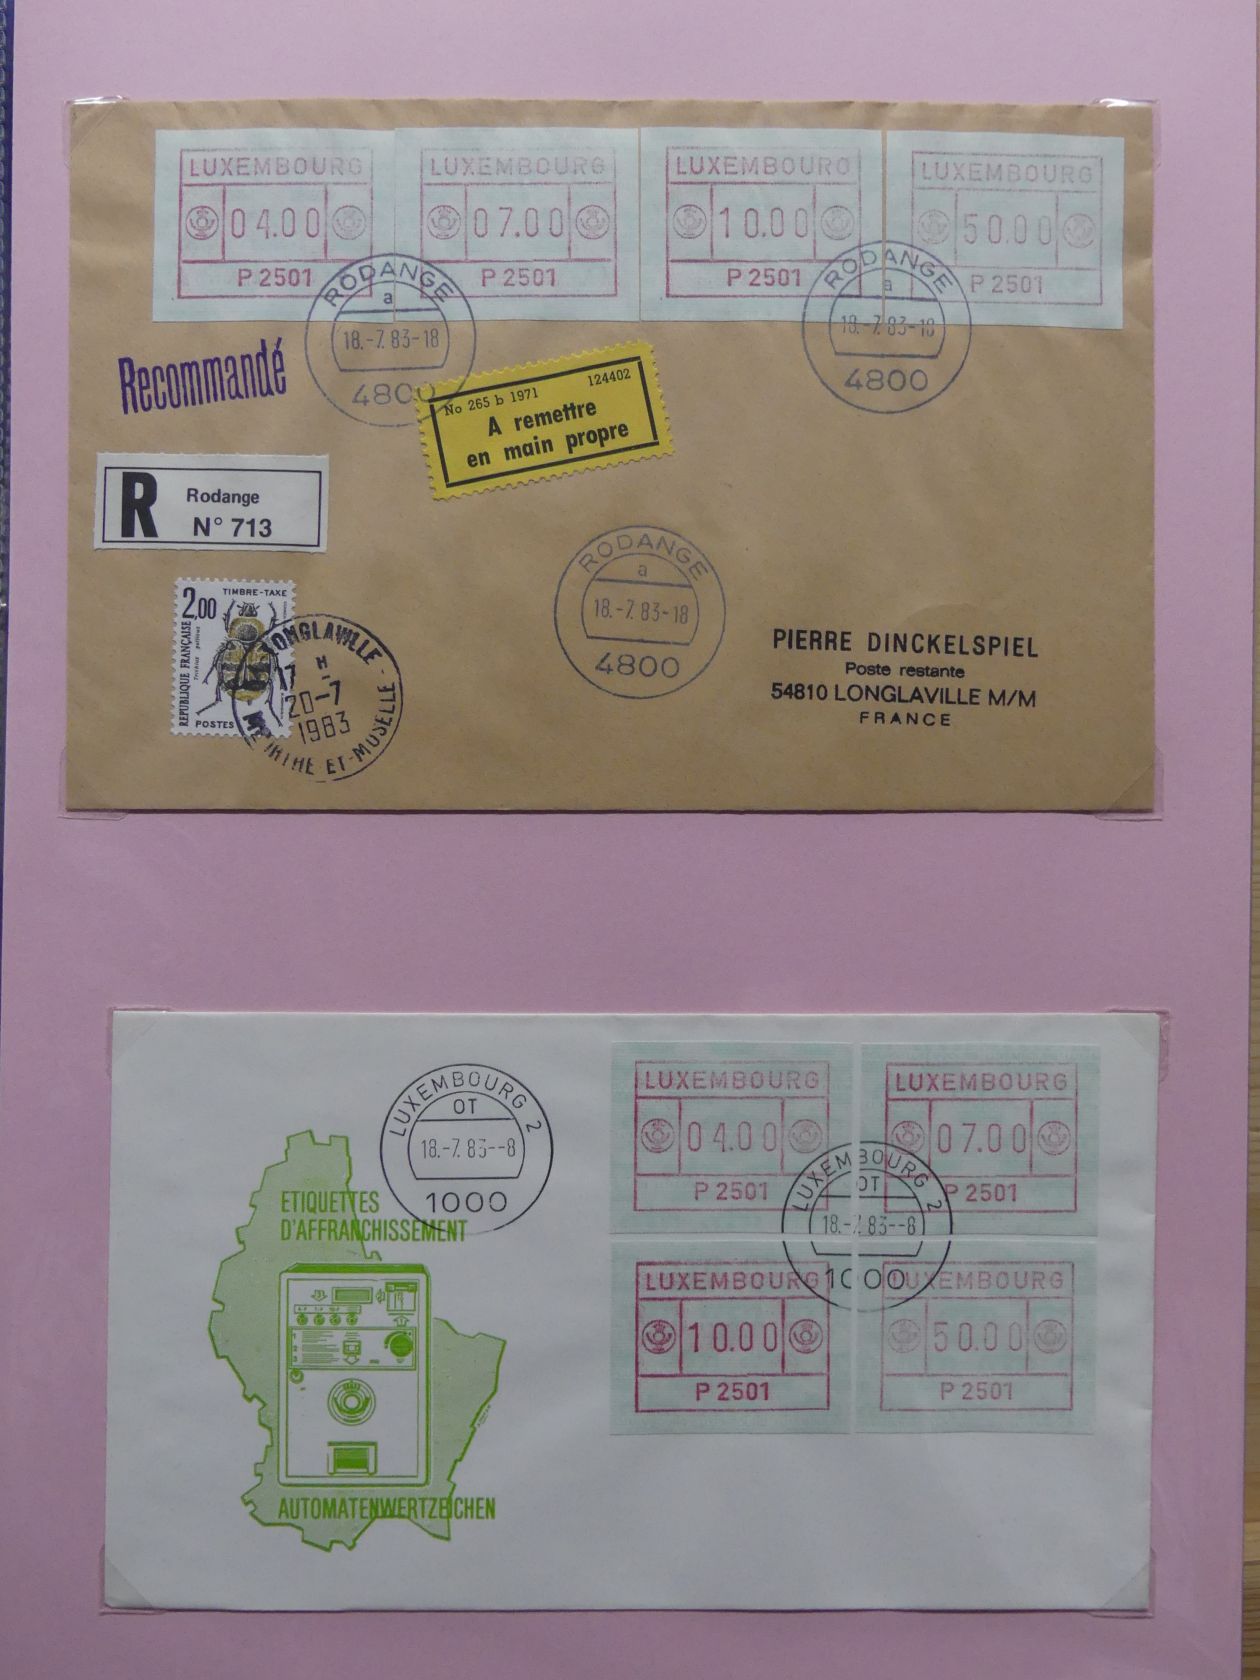 LUXEMBOURG
04.00
P 2501
LUXEMBOURG
07.00
P 2501
LUXEMBOURG
10.00
P 2501
LUXEMBOURG
50.00
P 2501
RODANGE
a
18.-7.83-18
4800
RODANGE
a
18.-7.83-18
4800
Recommandé
No 265 b 1971 124402
A remettre
en main propre
R
Rodange
N° 713
RODANGE
a
18.-7.83-18
4800
2,00
TIMBRE-TAXE
REPUBLIQUE FRANÇAISE
POSTES
LONGLAVILLE
17 H
20-7
1983
MEURTHE ET-MOSELLE
PIERRE DINCKELSPIEL
Poste restante
54810 LONGLAVILLE M/M
FRANCE
LUXEMBOURG 2
OT
18.-7.83--8
1000
ETIQUETTES
D'AFFRANCHISSEMENT
AUTOMATENWERTZEICHEN
LUXEMBOURG
04.00
P 2501
LUXEMBOURG
07.00
P 2501
LUXEMBOURG 2
OT
18.-7.83--8
1000
LUXEMBOURG
10.00
P 2501
LUXEMBOURG
50.00
P 2501